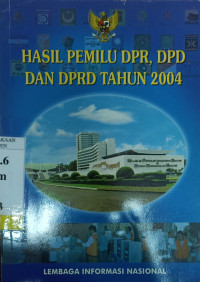 HASIL PEMILU DPR, DPD
DAN DPRD TAHUN 2004
LEMBAGA INFORMASI NASIONAL